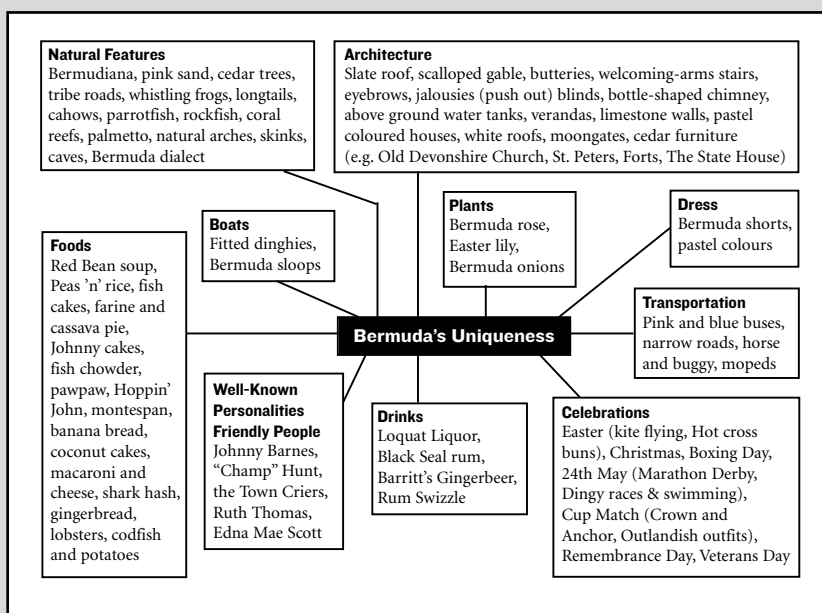 Natural Features
Bermudiana, pink sand, cedar trees,
tribe roads, whistling frogs, longtails,
cahows, parrotfish, rockfish, coral
reefs, palmetto, natural arches, skinks,
caves, Bermuda dialect
Architecture
Slate roof, scalloped gable, butteries, welcoming-arms stairs,
eyebrows, jalousies (push out) blinds, bottle-shaped chimney,
above ground water tanks, verandas, limestone walls, pastel
coloured houses, white roofs, moongates, cedar furniture
(e.g. Old Devonshire Church, St. Peters, Forts, The State House)
Boats
Fitted dinghies,
Bermuda sloops
Plants
Bermuda rose,
Easter lily,
Bermuda onions
Dress
Bermuda shorts,
pastel colours
Foods
Red Bean soup,
Peas ’n’ rice, fish
cakes, farine and
cassava pie,
Johnny cakes,
fish chowder,
pawpaw, Hoppin’
John, montespan,
banana bread,
coconut cakes,
macaroni and
cheese, shark hash,
gingerbread,
lobsters, codfish
and potatoes
Bermuda’s Uniqueness
Transportation
Pink and blue buses,
narrow roads, horse
and buggy, mopeds
Well-Known
Personalities
Friendly People
Johnny Barnes,
“Champ” Hunt,
the Town Criers,
Ruth Thomas,
Edna Mae Scott
Drinks
Loquat Liquor,
Black Seal rum,
Barritt’s Gingerbeer,
Rum Swizzle
Celebrations
Easter (kite flying, Hot cross
buns), Christmas, Boxing Day,
24th May (Marathon Derby,
Dingy races & swimming),
Cup Match (Crown and
Anchor, Outlandish outfits),
Remembrance Day, Veterans Day